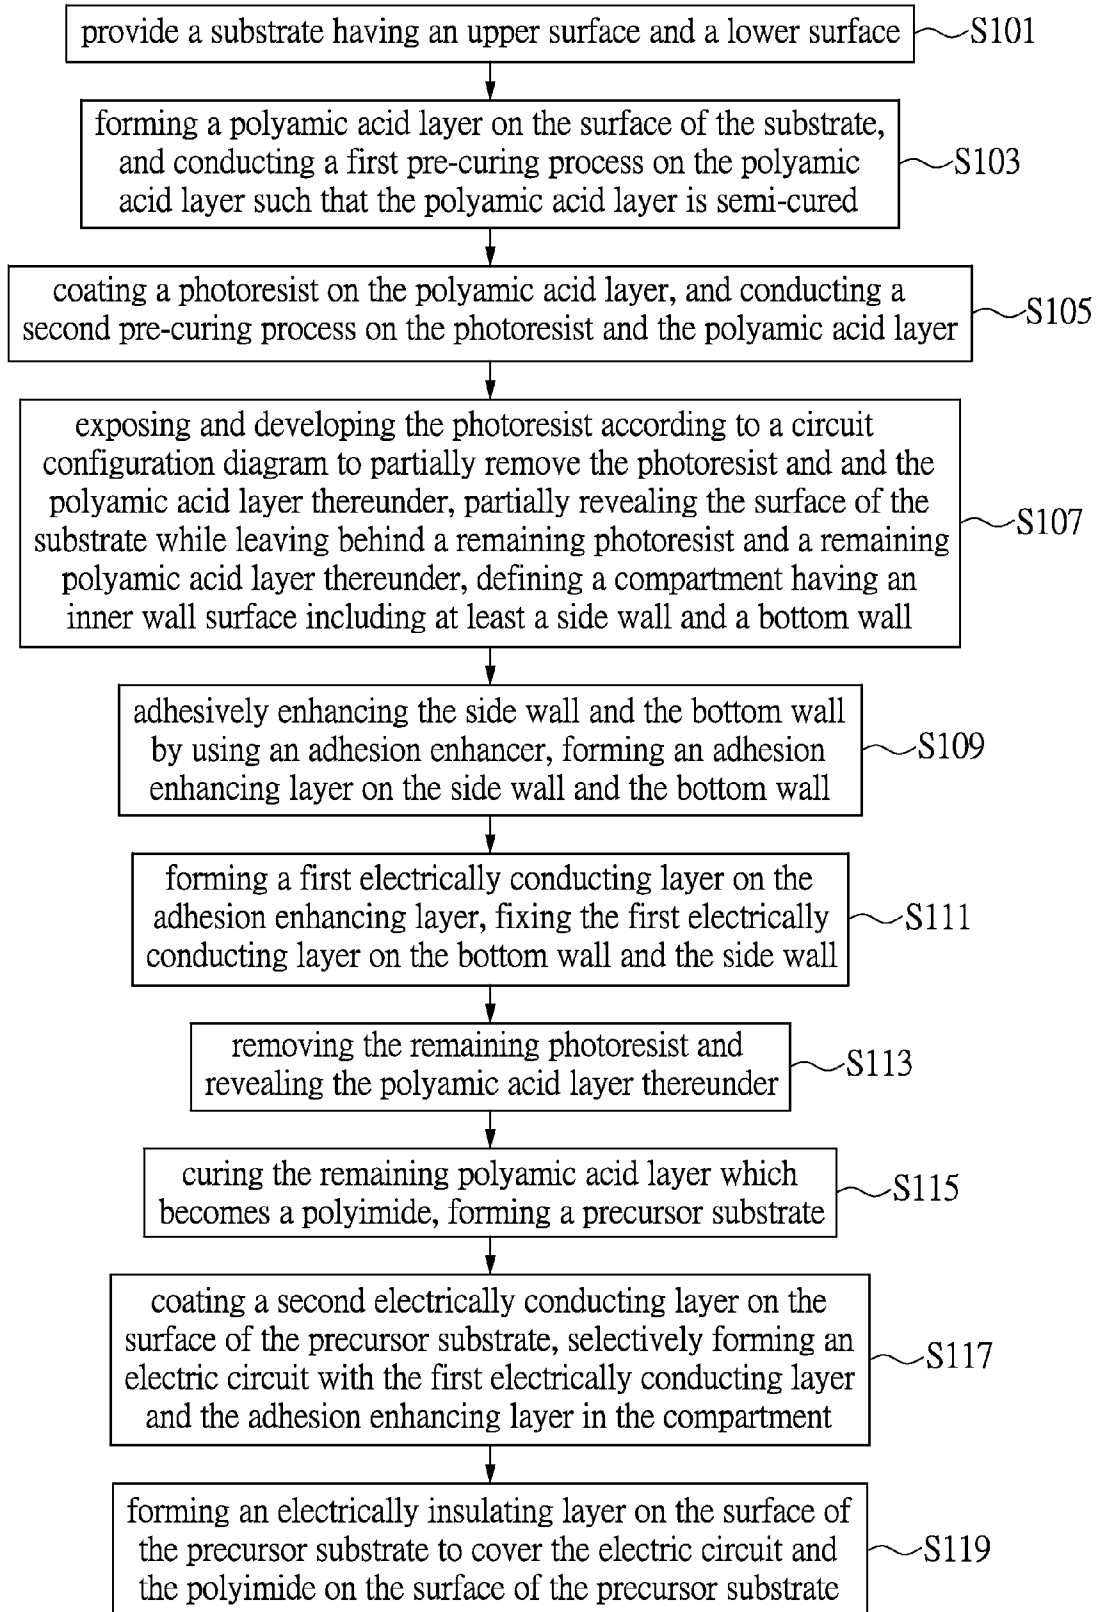 provide a substrate having an upper surface and a lower surface
S101
forming a polyamic acid layer on the surface of the substrate,
and conducting a first pre-curing process on the polyamic
acid layer such that the polyamic acid layer is semi-cured
S103
coating a photoresist on the polyamic acid layer, and conducting a
second pre-curing process on the photoresist and the polyamic acid layer
S105
exposing and developing the photoresist according to a circuit
configuration diagram to partially remove the photoresist and and the
polyamic acid layer thereunder, partially revealing the surface of the
substrate while leaving behind a remaining photoresist and a remaining
polyamic acid layer thereunder, defining a compartment having an
inner wall surface including at least a side wall and a bottom wall
S107
adhesively enhancing the side wall and the bottom wall
by using an adhesion enhancer, forming an adhesion
enhancing layer on the side wall and the bottom wall
S109
forming a first electrically conducting layer on the
adhesion enhancing layer, fixing the first electrically
conducting layer on the bottom wall and the side wall
S111
removing the remaining photoresist and
revealing the polyamic acid layer thereunder
S113
curing the remaining polyamic acid layer which
becomes a polyimide, forming a precursor substrate
S115
coating a second electrically conducting layer on the
surface of the precursor substrate, selectively forming an
electric circuit with the first electrically conducting layer
and the adhesion enhancing layer in the compartment
S117
forming an electrically insulating layer on the surface of
the precursor substrate to cover the electric circuit and
the polyimide on the surface of the precursor substrate
S119